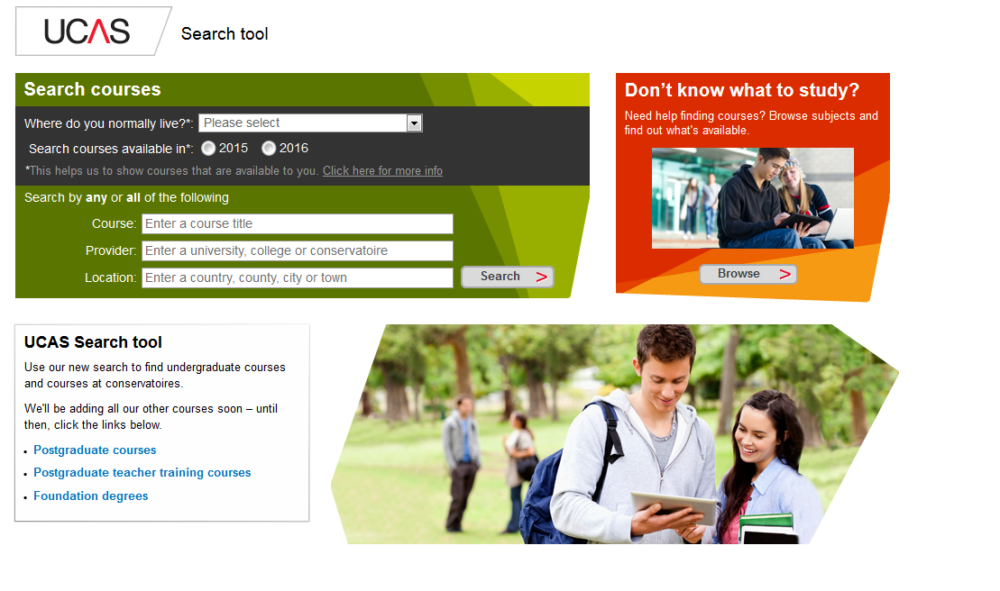 UCAS
Search tool
Search courses
Where do you normally live?*: Please select
Search courses available in*: 2015 2016
*This helps us to show courses that are available to you. Click here for more info
Search by any or all of the following
Course: Enter a course title
Provider: Enter a university, college or conservatoire
Location: Enter a country, county, city or town
Search >
Don't know what to study?
Need help finding courses? Browse subjects and
find out what's available.
Browse >
UCAS Search tool
Use our new search to find undergraduate courses
and courses at conservatoires.
We'll be adding all our other courses soon – until
then, click the links below.
• Postgraduate courses
• Postgraduate teacher training courses
• Foundation degrees